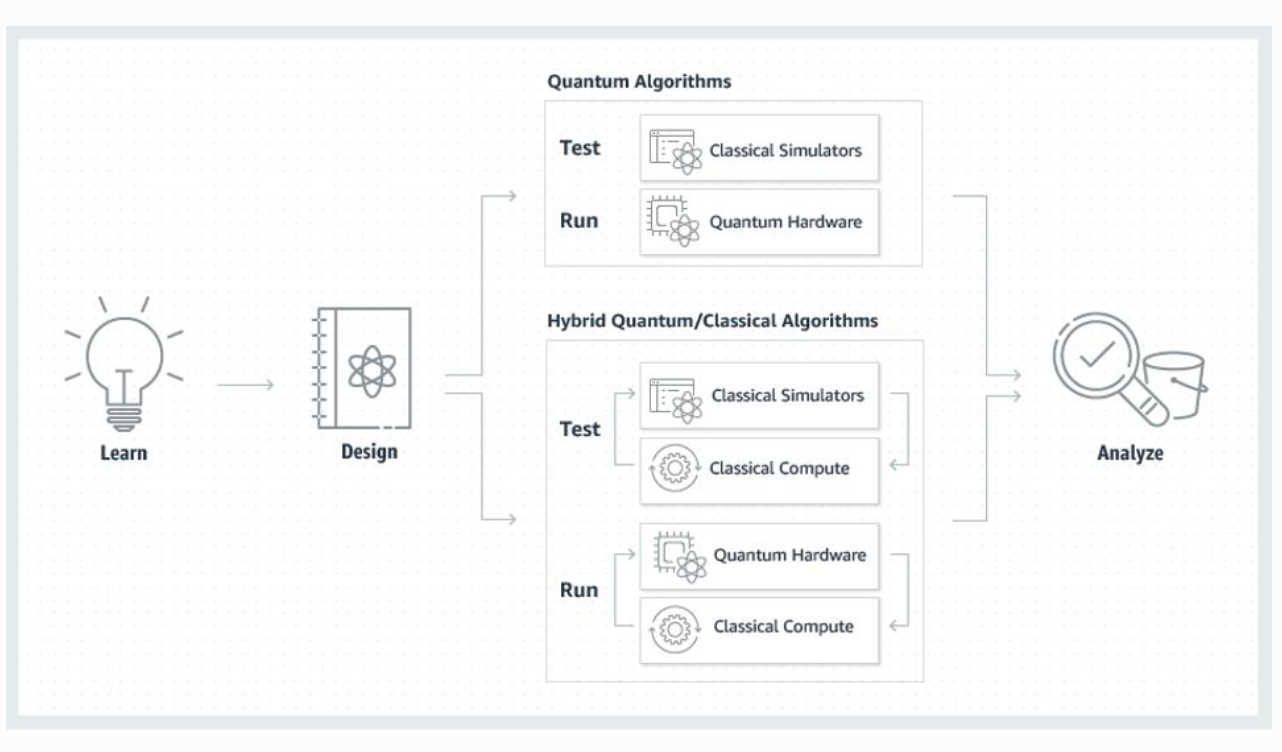 Learn
Design
Quantum Algorithms
Test
Classical Simulators
Run
Quantum Hardware
Hybrid Quantum/Classical Algorithms
Test
Classical Simulators
Classical Compute
Run
Quantum Hardware
Classical Compute
Analyze